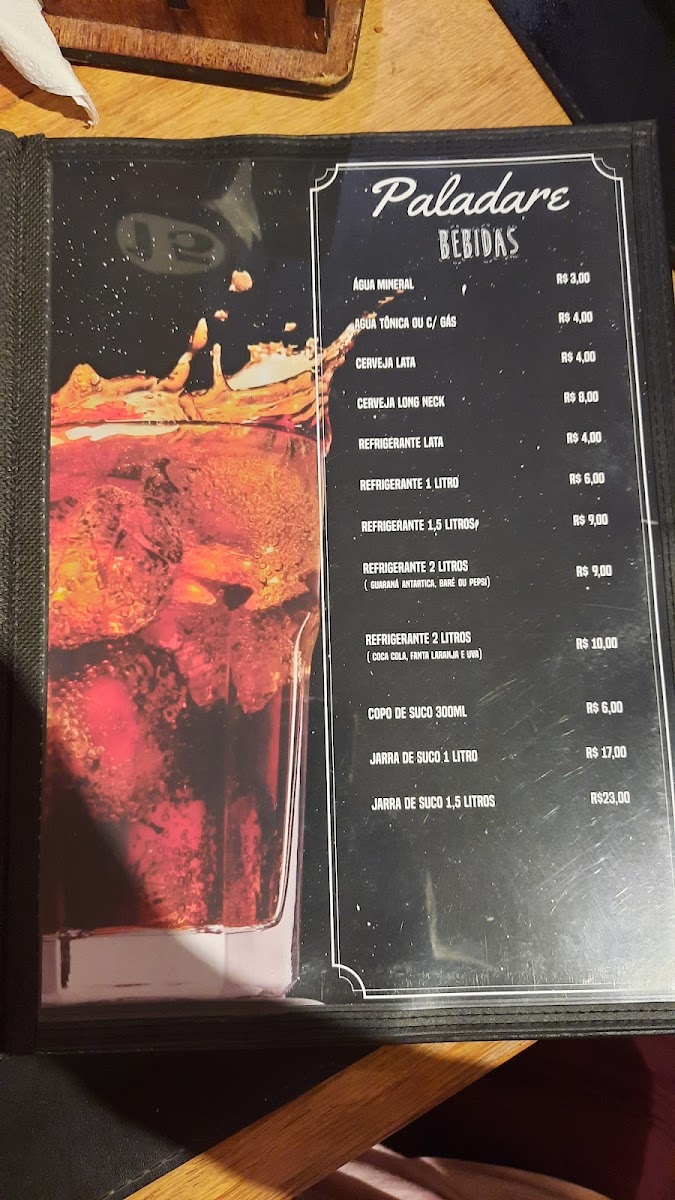 Paladare
BEBIDAS
ÁGUA MINERAL R$ 3,00
ÁGUA TÔNICA OU C/ GÁS R$ 4,00
CERVEJA LATA R$ 4,00
CERVEJA LONG NECK R$ 8,00
REFRIGERANTE LATA R$ 4,00
REFRIGERANTE 1 LITRO R$ 6,00
REFRIGERANTE 1,5 LITROS R$ 9,00
REFRIGERANTE 2 LITROS R$ 9,00
( GUARANÁ ANTARTICA, BARÉ OU PEPSI)
REFRIGERANTE 2 LITROS R$ 10,00
( COCA COLA, FANTA LARANJA E UVA)
COPO DE SUCO 300ML R$ 6,00
JARRA DE SUCO 1 LITRO R$ 17,00
JARRA DE SUCO 1,5 LITROS R$23,00